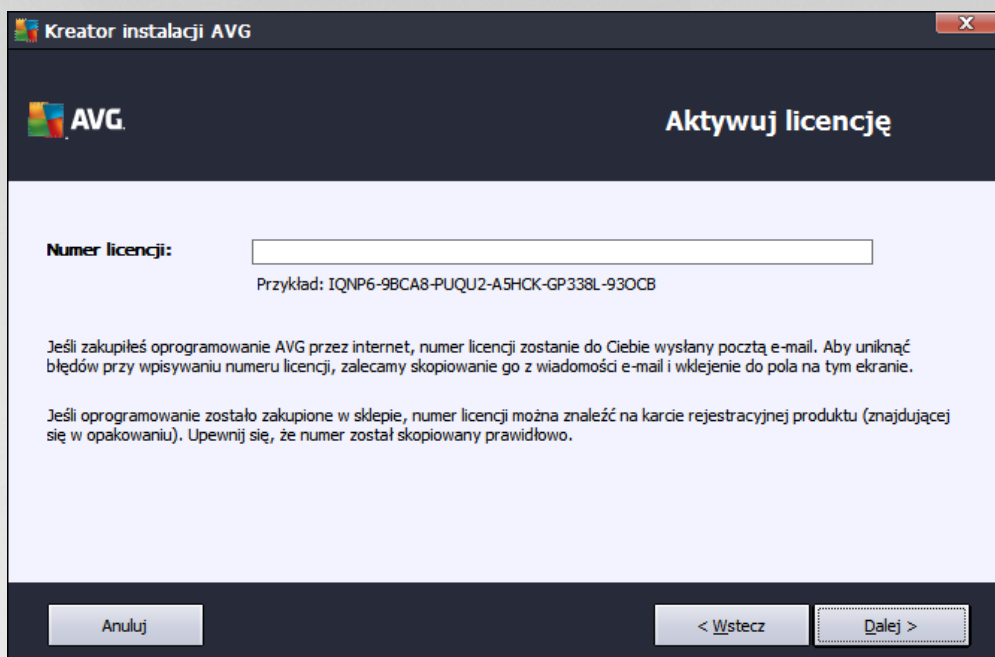 Kreator instalacji AVG
X
AVG.
Aktywuj licencję
Numer licencji:
Przykład: IQNP6-9BCA8-PUQU2-A5HCK-GP338L-93OCB
Jeśli zakupiłeś oprogramowanie AVG przez internet, numer licencji zostanie do Ciebie wysłany pocztą e-mail. Aby uniknąć
błędów przy wpisywaniu numeru licencji, zalecamy skopiowanie go z wiadomości e-mail i wklejenie do pola na tym ekranie.
Jeśli oprogramowanie zostało zakupione w sklepie, numer licencji można znaleźć na karcie rejestracyjnej produktu (znajdującej
się w opakowaniu). Upewnij się, że numer został skopiowany prawidłowo.
Anuluj
< Wstecz
Dalej >